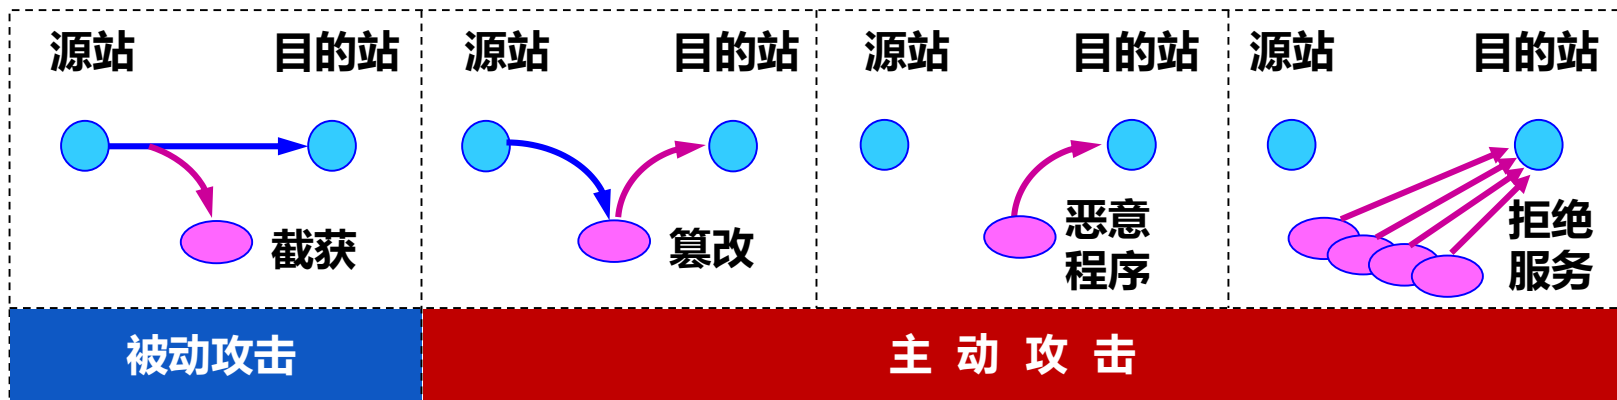 源站 目的站
截获
源站 目的站
篡改
源站 目的站
恶意
程序
源站 目的站
拒绝
服务
被动攻击
主 动 攻 击